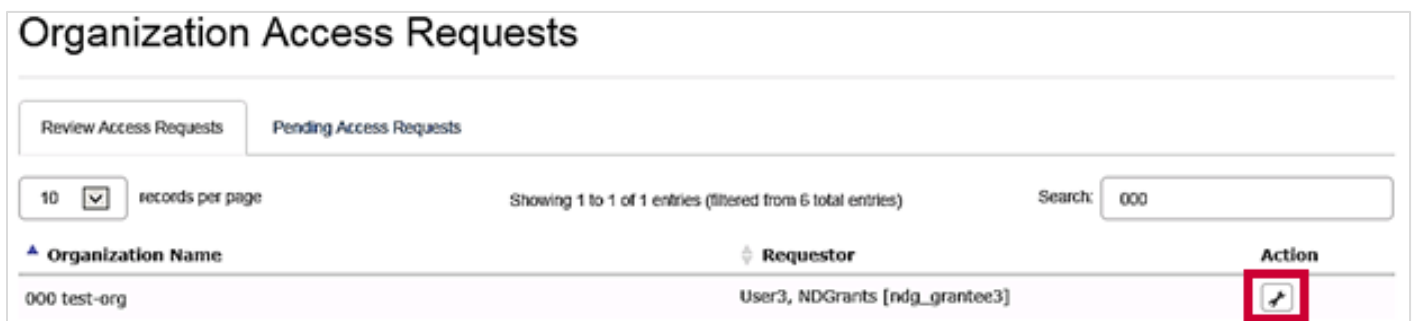 Organization Access Requests
Review Access Requests Pending Access Requests
10 records per page Showing 1 to 1 of 1 entries (filtered from 6 total entries) Search: 000
Organization Name Requestor Action
000 test-org User3, NDGrants [ndg_grantee3]